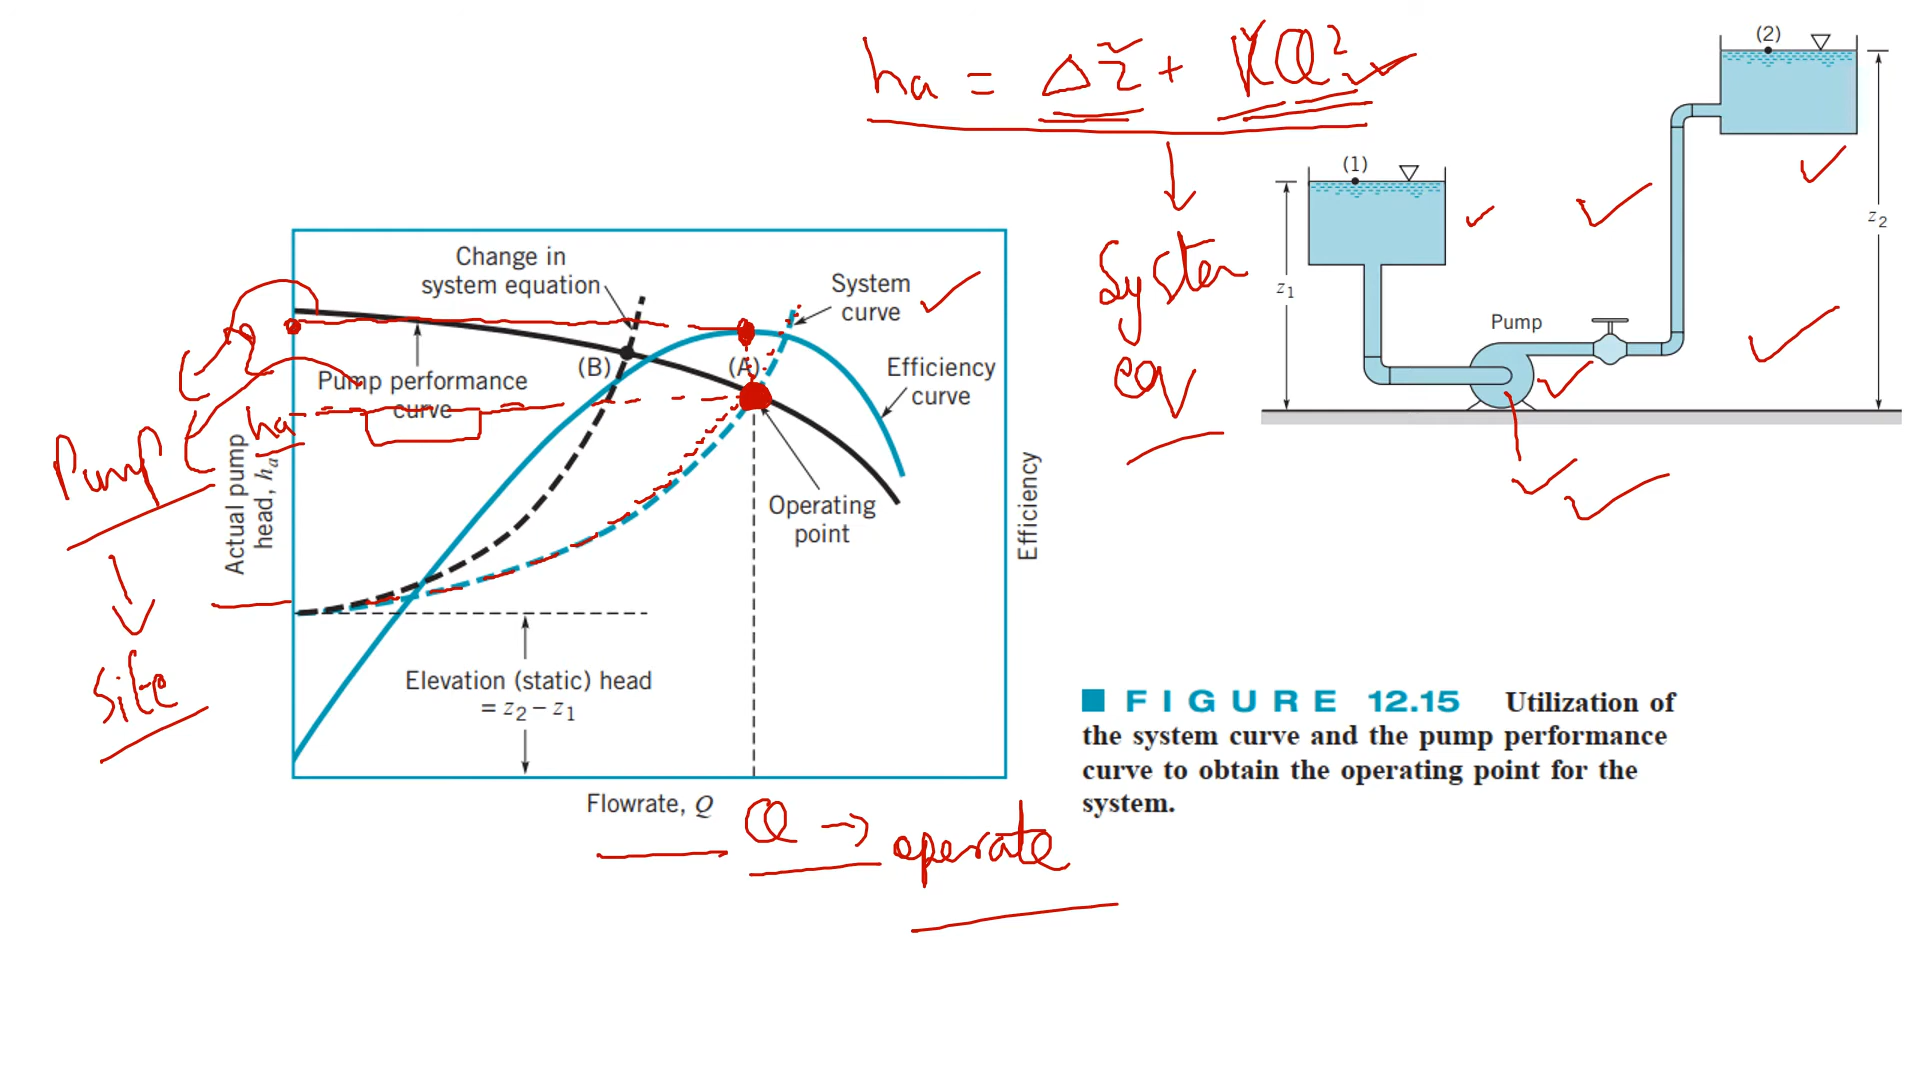 ha = Δz + KQ²
System
eq
(2)
(1)
z₂
z₁
Pump
Change in
system equation
System
curve
(B)
(A)
Efficiency
curve
Pump performance
curve
ha
Pump
Site
Actual pump
head, hₐ
Efficiency
Operating
point
Elevation (static) head
= z₂ – z₁
Flowrate, Q
Q → operate
FIGURE 12.15 Utilization of
the system curve and the pump performance
curve to obtain the operating point for the
system.